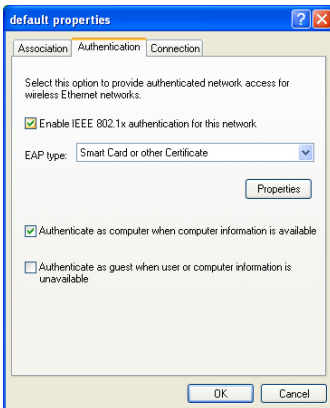 default properties
Association Authentication Connection
Select this option to provide authenticated network access for
wireless Ethernet networks.
Enable IEEE 802.1x authentication for this network
EAP type: Smart Card or other Certificate
Properties
Authenticate as computer when computer information is available
Authenticate as guest when user or computer information is
unavailable
OK Cancel